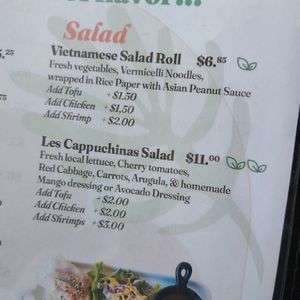 Salad
Vietnamese Salad Roll $6.85
Fresh vegetables, Vermicelli Noodles,
wrapped in Rice Paper with Asian Peanut Sauce
Add Tofu + $1.50
Add Chicken + $1.50
Add Shrimp + $2.00
Les Cappuchinas Salad $11.00
Fresh local lettuce, Cherry tomatoes,
Red Cabbage, Carrots, Arugula, & homemade
Mango dressing or Avocado Dressing
Add Tofu + $2.00
Add Chicken + $2.00
Add Shrimps + $3.00